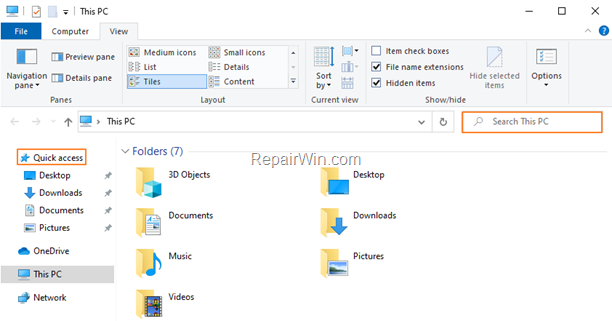 This PC
File Computer View
Navigation pane
Preview pane
Details pane
Panes
Medium icons Small icons
List Details
Tiles Content
Layout
Sort by
Current view
Item check boxes
File name extensions
Hidden items
Hide selected items
Show/hide
Options
This PC
Search This PC
Quick access
Desktop
Downloads
Documents
Pictures
OneDrive
This PC
Network
Folders (7)
RepairWin.com
3D Objects Desktop
Documents Downloads
Music Pictures
Videos